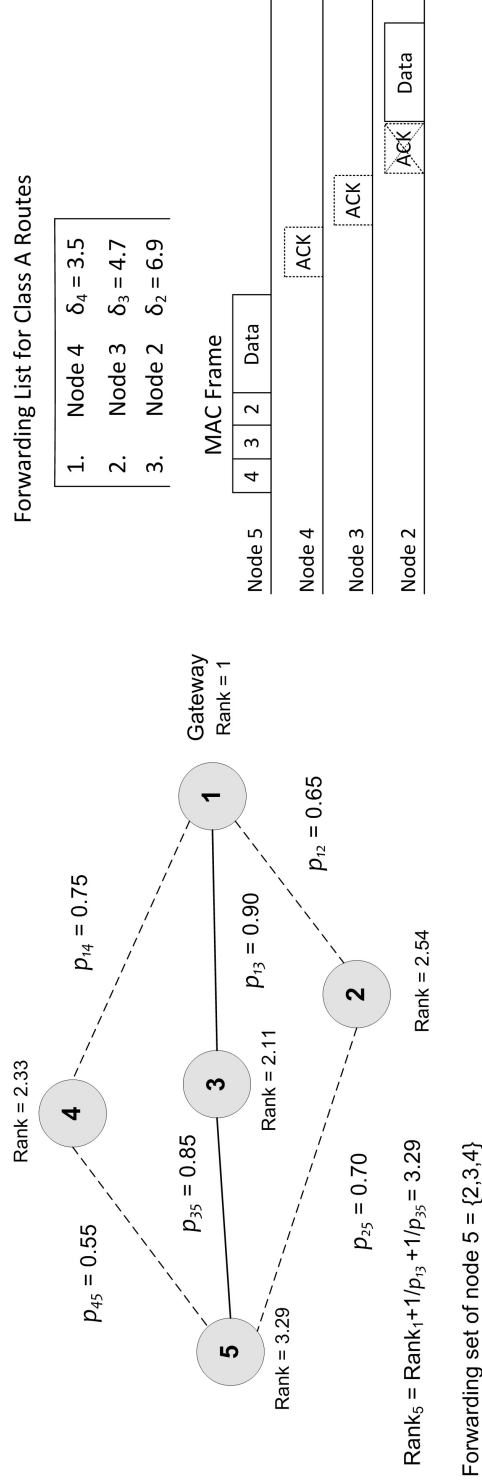 Rank = 2.33
4
p45 = 0.55
p14 = 0.75
5
Rank = 3.29
p35 = 0.85
3
Rank = 2.11
p13 = 0.90
1
Gateway
Rank = 1
p25 = 0.70
2
Rank = 2.54
p12 = 0.65
Rank5 = Rank1+1/p13 +1/p35 = 3.29
Forwarding set of node 5 = {2,3,4}
Forwarding List for Class A Routes
1. Node 4 δ4 = 3.5
2. Node 3 δ3 = 4.7
3. Node 2 δ2 = 6.9
MAC Frame
Node 5 4 3 2 Data
Node 4 ACK
Node 3 ACK
Node 2 ACK Data